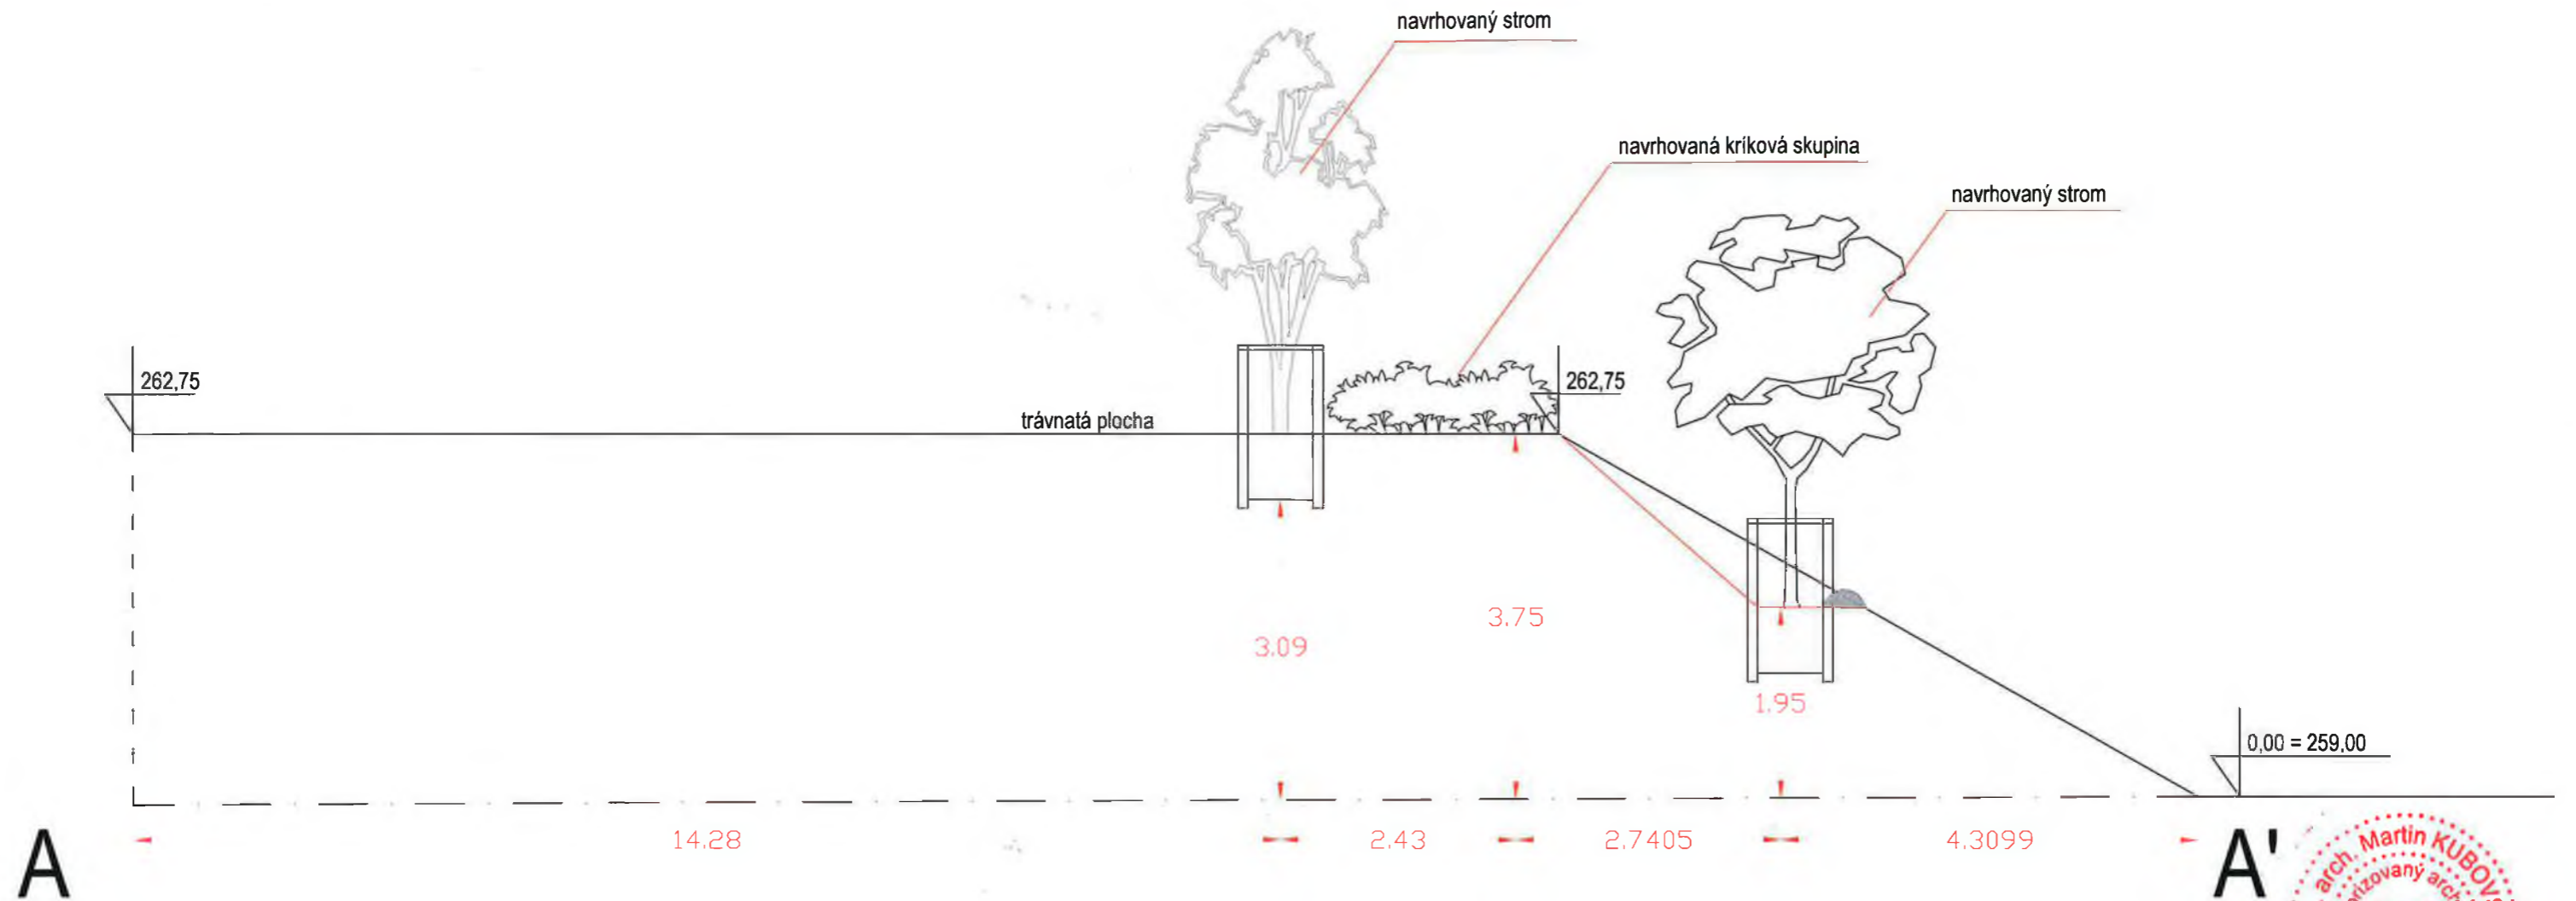 navrhovaný strom
navrhovaná kríková skupina
navrhovaný strom
262,75
262,75
trávnatá plocha
3.75
3.09
1.95
0,00 = 259,00
14.28
2.43
2.7405
4.3099
A
A'
arch. Martin